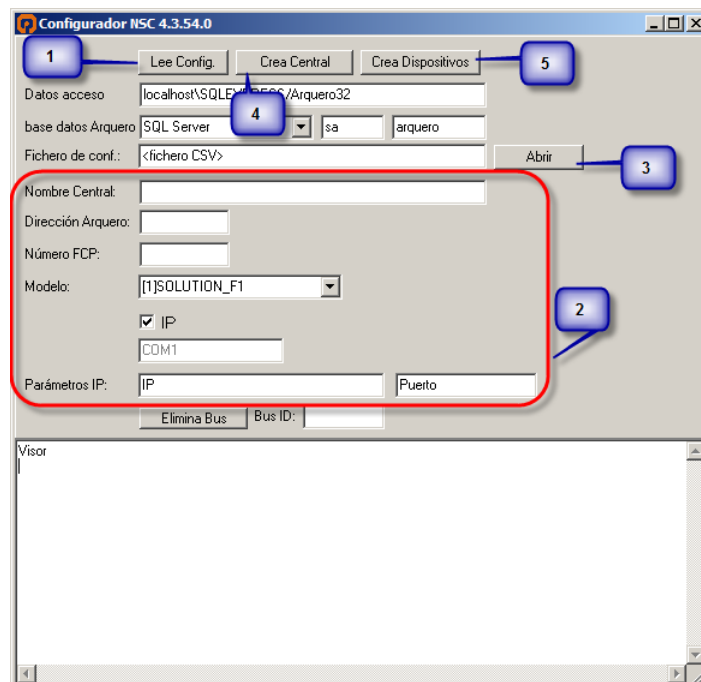 Configurador NSC 4.3.54.0
1
Lee Config.
Crea Central
Crea Dispositivos
5
Datos acceso
localhost\SQLEXPRESS/Arquero32
4
base datos Arquero
SQL Server
sa
arquero
Fichero de conf.:
<fichero CSV>
Abrir
3
Nombre Central:
Dirección Arquero:
Número FCP:
Modelo:
[1]SOLUTION_F1
2
IP
COM1
Parámetros IP:
IP
Puerto
Elimina Bus
Bus ID:
Visor